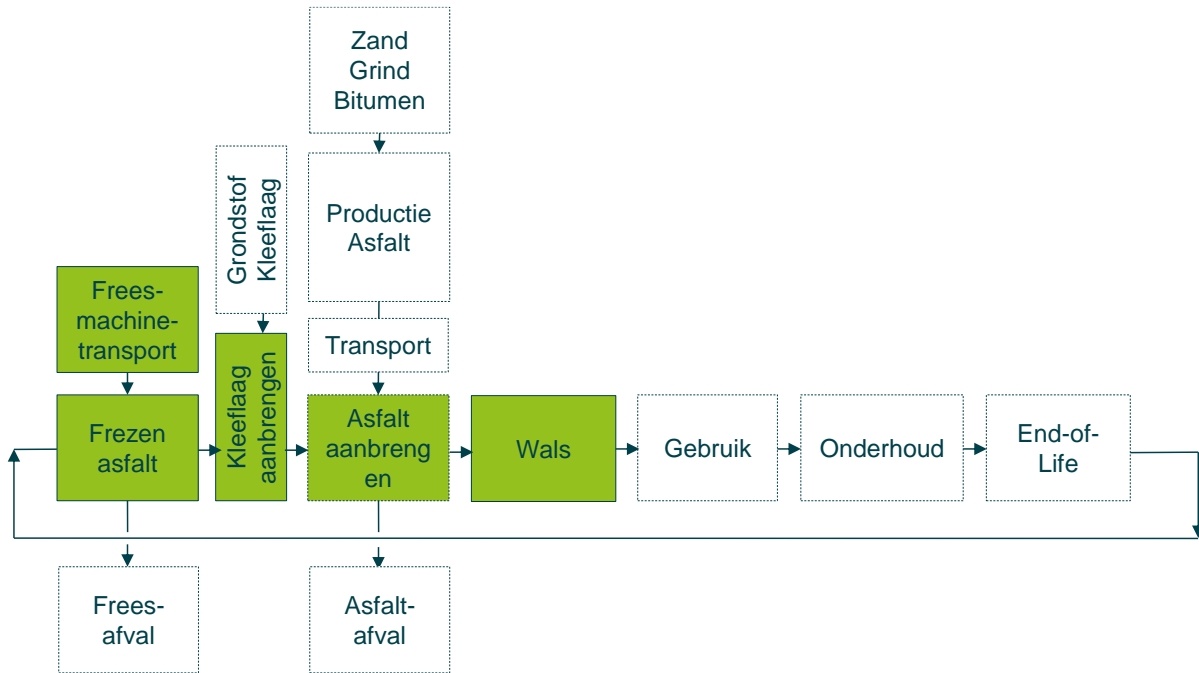 Zand
Grind
Bitumen
Grondstof
Kleeflaag
Productie
Asfalt
Frees-
machine-
transport
Transport
Frezen
asfalt
Kleeflaag
aanbrengen
Asfalt
aanbreng
en
Wals
Gebruik
Onderhoud
End-of-
Life
Frees-
afval
Asfalt-
afval